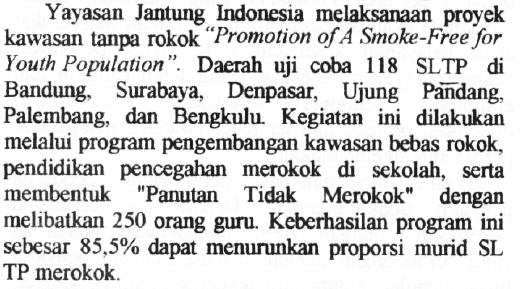 Yayasan Jantung Indonesia melaksanaan proyek
kawasan tanpa rokok "Promotion of A Smoke-Free for
Youth Population". Daerah uji coba 118 SLTP di
Bandung, Surabaya, Denpasar, Ujung Pandang,
Palembang, dan Bengkulu. Kegiatan ini dilakukan
melalui program pengembangan kawasan bebas rokok,
pendidikan pencegahan merokok di sekolah, serta
membentuk "Panutan Tidak Merokok" dengan
melibatkan 250 orang guru. Keberhasilan program ini
sebesar 85,5% dapat menurunkan proporsi murid SL
TP merokok.